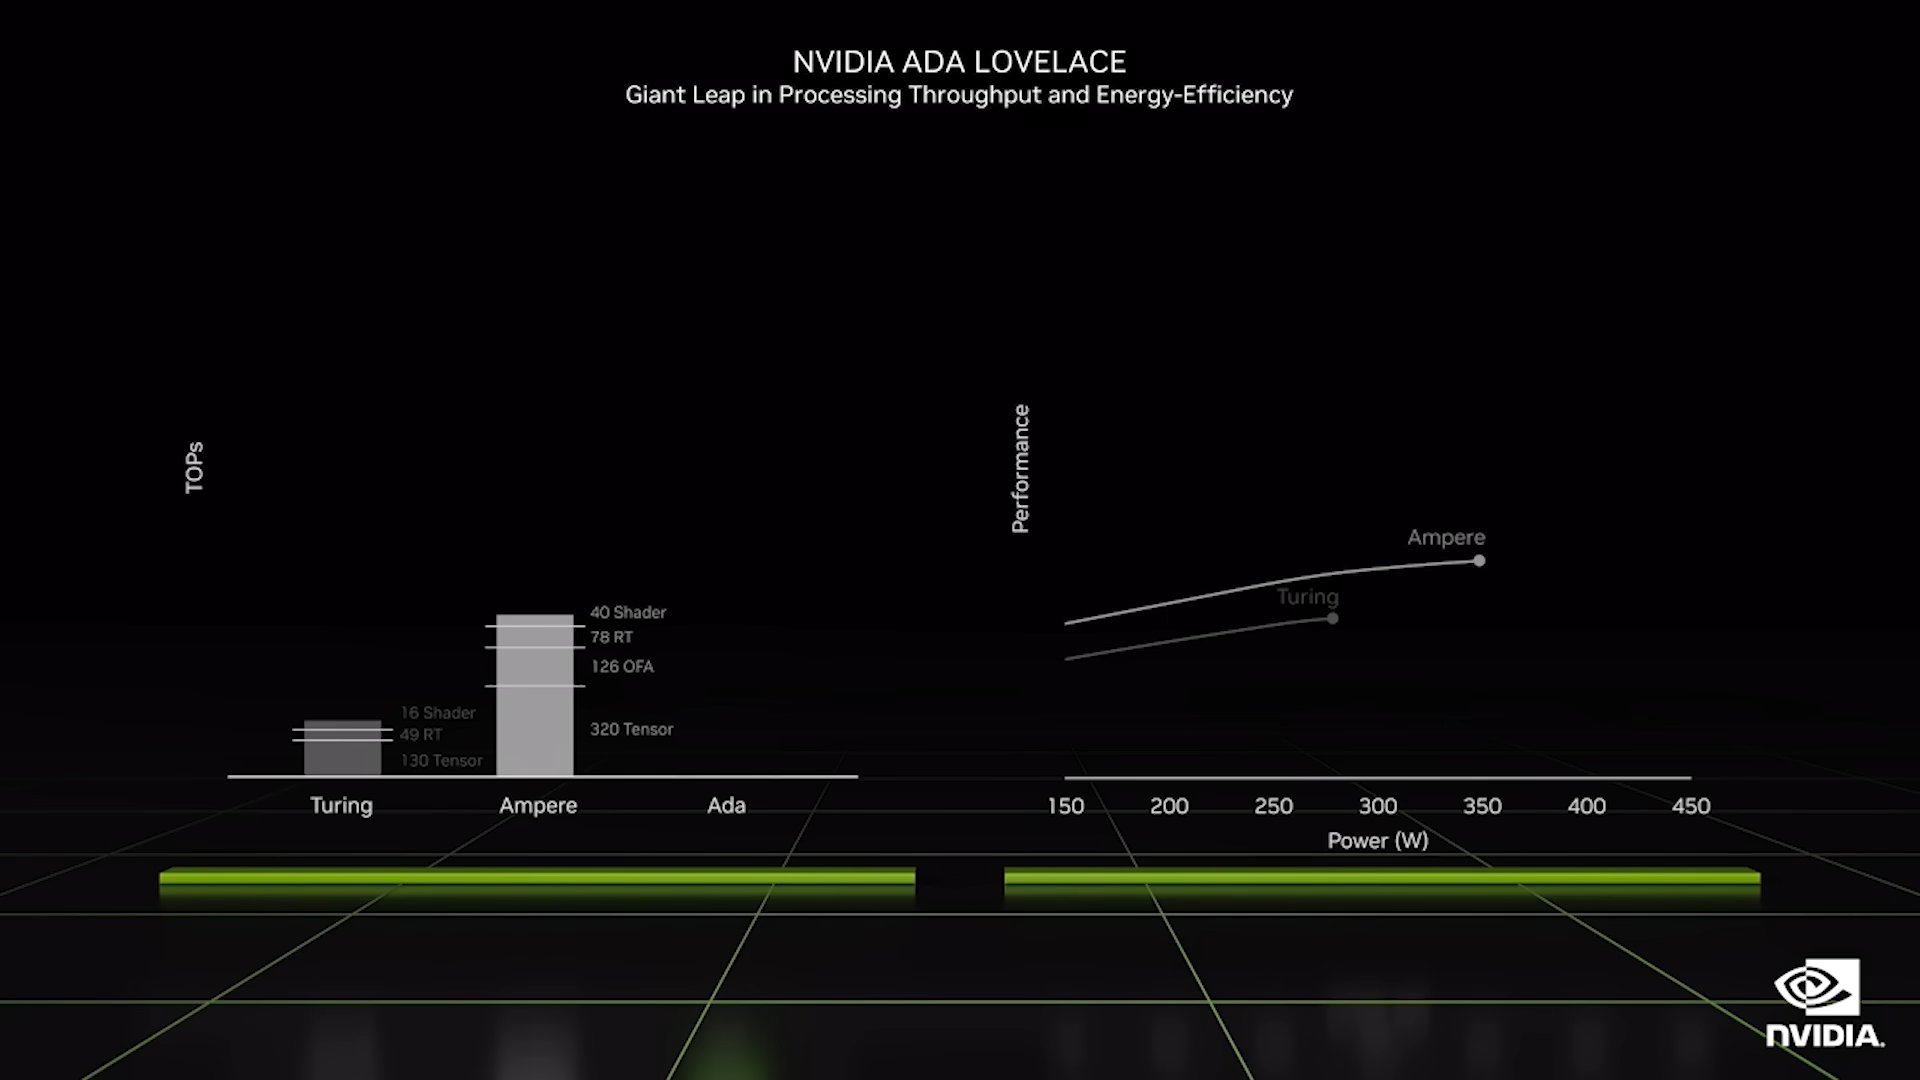 NVIDIA ADA LOVELACE
Giant Leap in Processing Throughput and Energy-Efficiency
TOPs
40 Shader
78 RT
126 OFA
320 Tensor
16 Shader
49 RT
130 Tensor
Turing
Ampere
Ada
Performance
Ampere
Turing
150 200 250 300 350 400 450
Power (W)
NVIDIA.